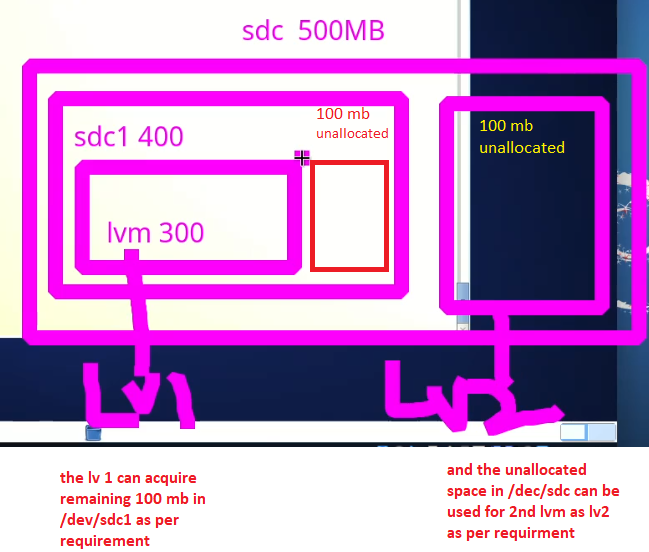 sdc  500MB
100 mb
unallocated
sdc1 400
100 mb
unallocated
lvm 300
Lv1
Lv2
the lv 1 can acquire
remaining 100 mb in
/dev/sdc1 as per
requirement
and the unallocated
space in /dec/sdc can be
used for 2nd lvm as lv2
as per requirment